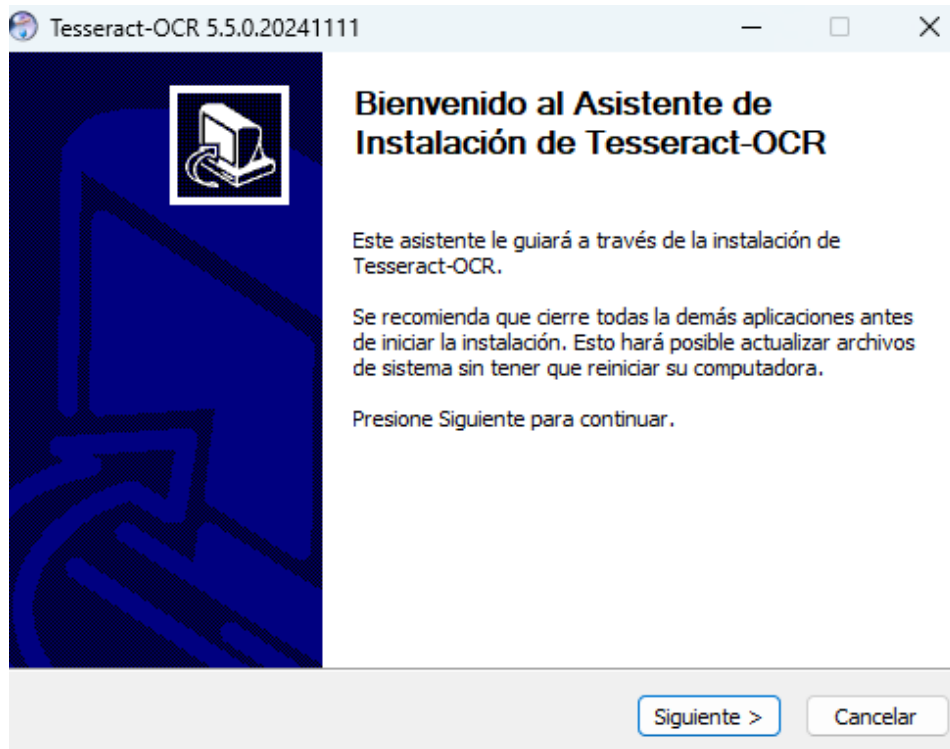 Tesseract-OCR 5.5.0.20241111
Bienvenido al Asistente de
Instalación de Tesseract-OCR
Este asistente le guiará a través de la instalación de
Tesseract-OCR.
Se recomienda que cierre todas la demás aplicaciones antes
de iniciar la instalación. Esto hará posible actualizar archivos
de sistema sin tener que reiniciar su computadora.
Presione Siguiente para continuar.
Siguiente > Cancelar